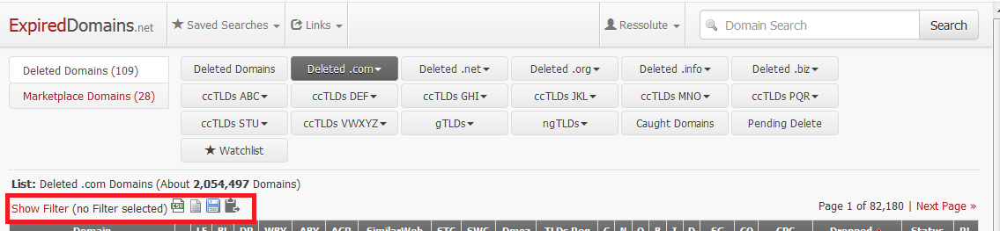 ExpiredDomains.net Saved Searches Links Ressolute Domain Search Search
Deleted Domains (109) Deleted Domains Deleted .com Deleted .net Deleted .org Deleted .info Deleted .biz
Marketplace Domains (28) ccTLDs ABC ccTLDs DEF ccTLDs GHI ccTLDs JKL ccTLDs MNO ccTLDs PQR
ccTLDs STU ccTLDs VWXYZ gTLDs ngTLDs Caught Domains Pending Delete
Watchlist
List: Deleted .com Domains (About 2,054,497 Domains)
Show Filter (no Filter selected) CSV Page 1 of 82,180 | Next Page »
Domain LE BL DP WBY ABY ACR SimilarWeb STC SWC Dmoz TLDs Reg C N O B I D SG CO CPC Dropped Status RL